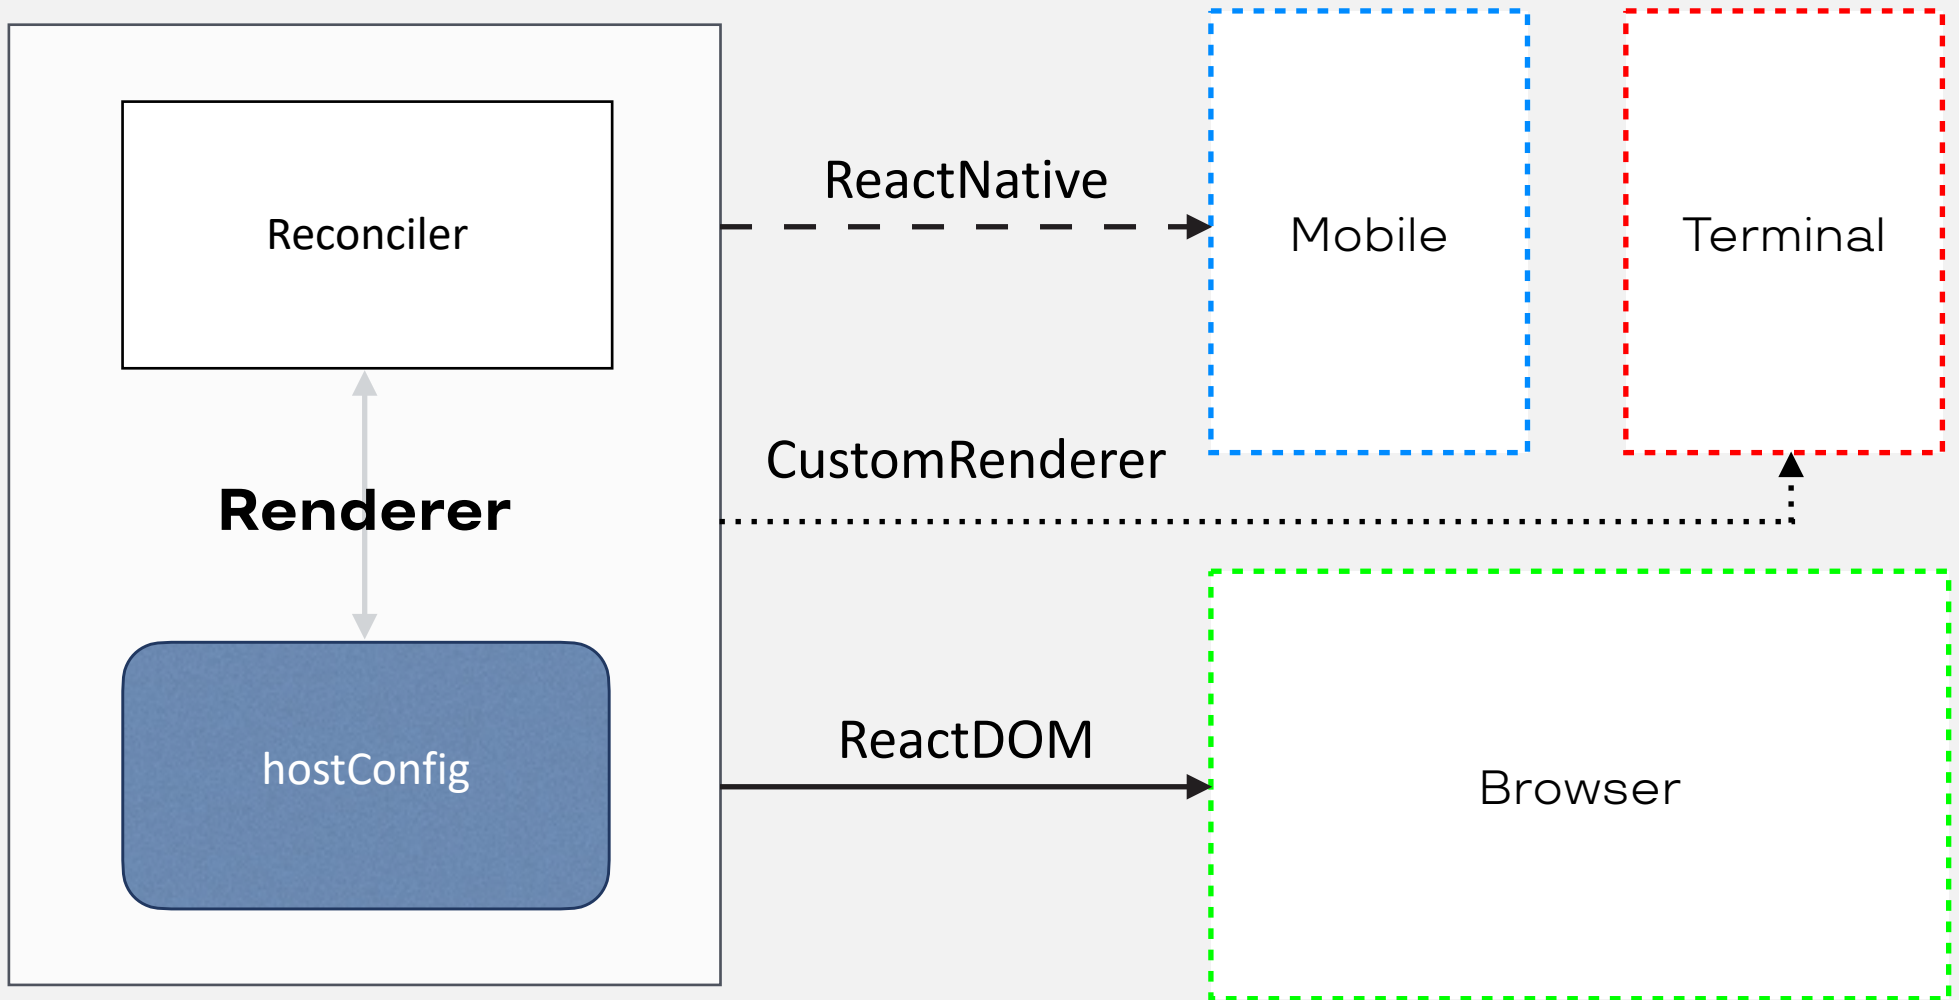 Reconciler
Renderer
hostConfig
ReactNative
CustomRenderer
ReactDOM
Mobile
Terminal
Browser